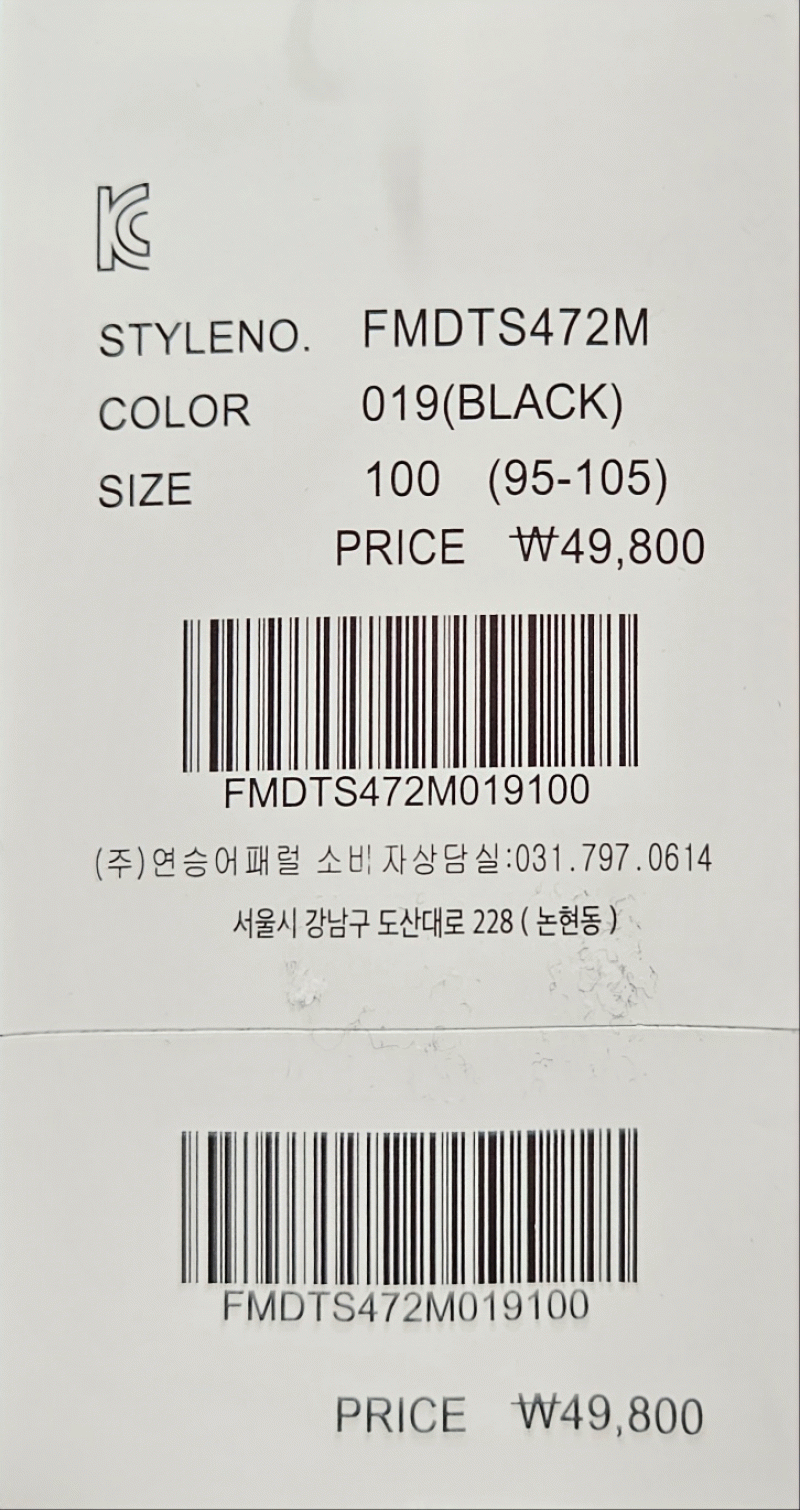 KC
STYLENO. FMDTS472M
COLOR 019(BLACK)
SIZE 100 (95-105)
PRICE ₩49,800
FMDTS472M019100
(주)연승어패럴 소비자상담실:031.797.0614
서울시 강남구 도산대로 228 ( 논현동 )
FMDTS472M019100
PRICE ₩49,800